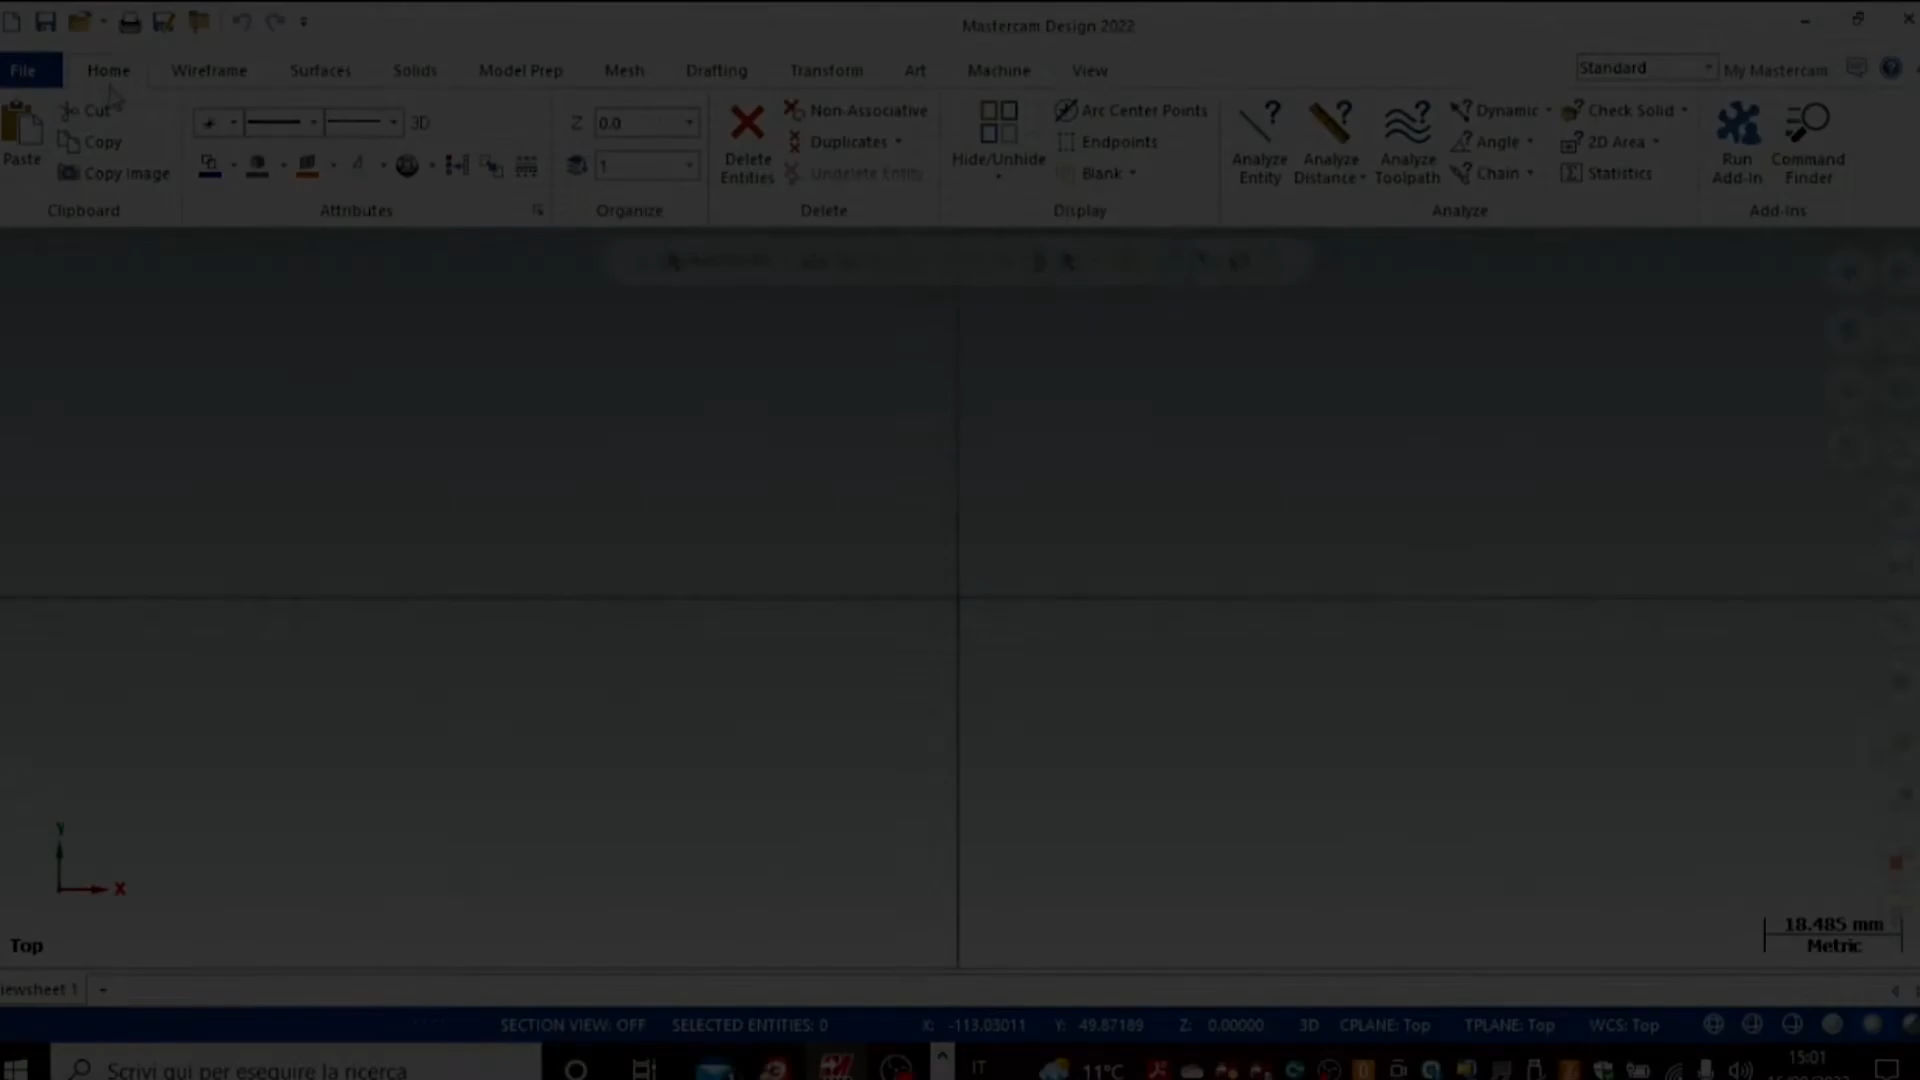 Mastercam Design 2022
File Home Wireframe Surfaces Solids Model Prep Mesh Drafting Transform Art Machine View Standard My Mastercam
Paste
Cut
Copy
Copy Image
Clipboard
3D
Attributes
Z 0.0
1
Organize
Delete Entities
Non-Associative
Duplicates
Undelete Entity
Delete
Hide/Unhide
Arc Center Points
Endpoints
Blank
Display
Analyze Entity
Analyze Distance
Analyze Toolpath
Dynamic
Angle
Chain
Check Solid
2D Area
Statistics
Analyze
Run Add-In
Command Finder
Add-Ins
Y
X
Top
18.485 mm
Metric
iewsheet 1
SECTION VIEW: OFF SELECTED ENTITIES: 0 X: -113.03011 Y: 49.87189 Z: 0.00000 3D CPLANE: Top TPLANE: Top WCS: Top
Scrivi qui per eseguire la ricerca
IT
11°C
15:01